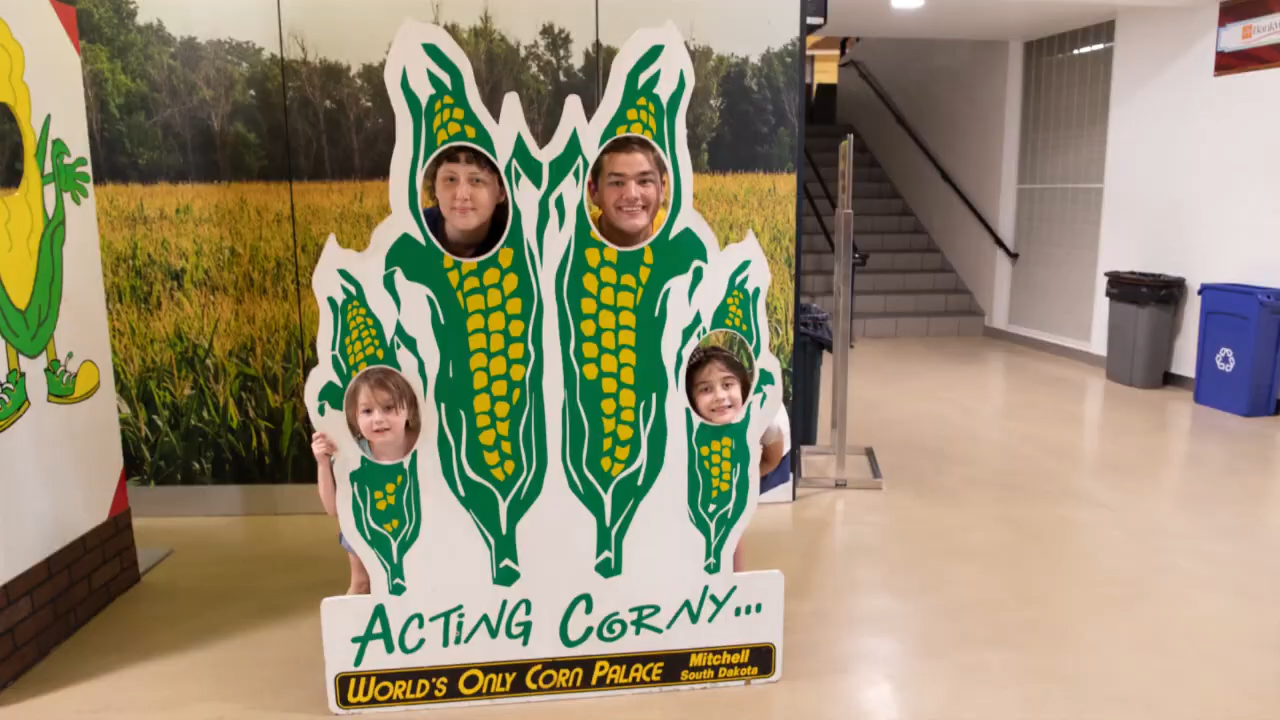 ACTING CORNY...
WORLD'S ONLY CORN PALACE
Mitchell
South Dakota